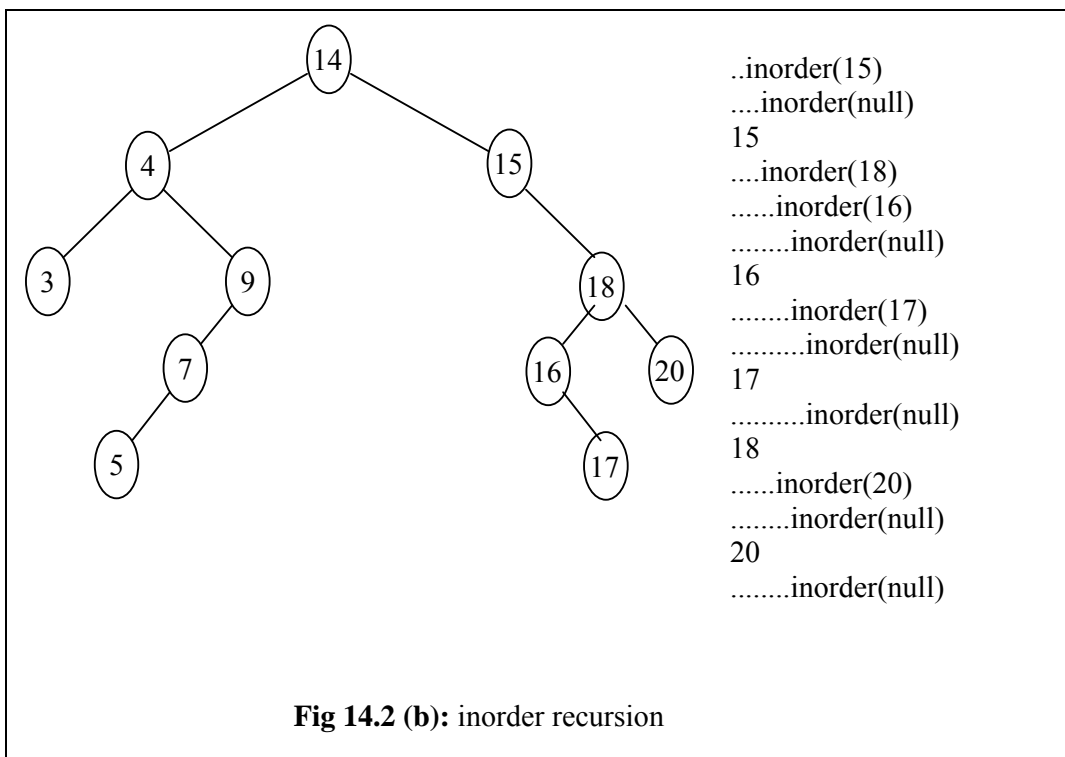 14
4
15
3
9
18
7
16
20
5
17
..inorder(15)
....inorder(null)
15
....inorder(18)
......inorder(16)
........inorder(null)
16
........inorder(17)
..........inorder(null)
17
..........inorder(null)
18
......inorder(20)
........inorder(null)
20
........inorder(null)
Fig 14.2 (b): inorder recursion